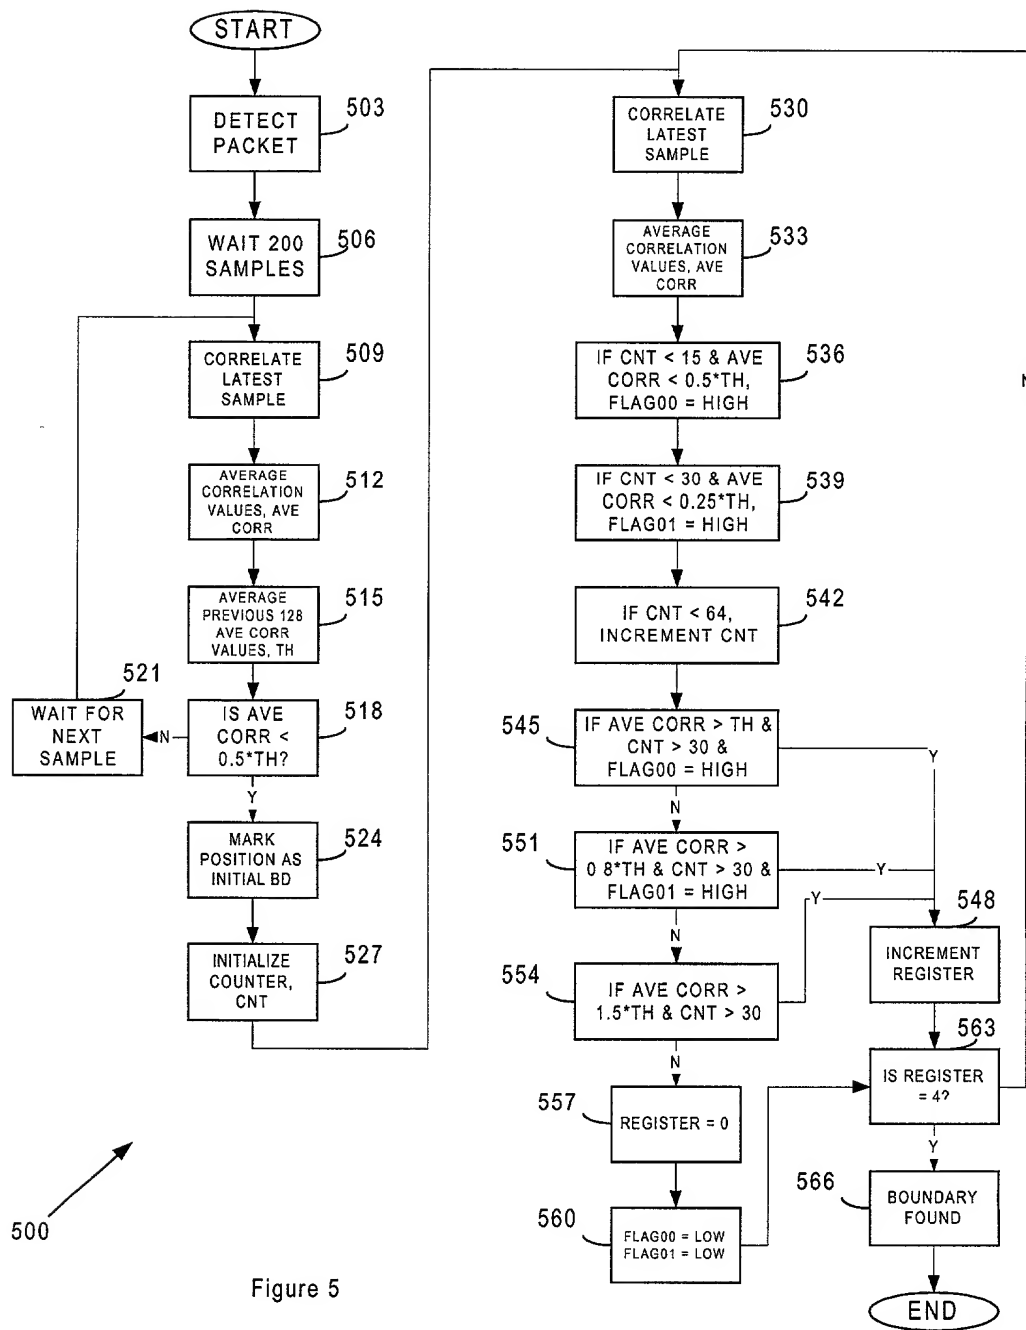 START
503
DETECT
PACKET
WAIT 200
SAMPLES
506
CORRELATE
LATEST
SAMPLE
509
AVERAGE
CORRELATION
VALUES, AVE
CORR
512
AVERAGE
PREVIOUS 128
AVE CORR
VALUES, TH
515
521
WAIT FOR
NEXT
SAMPLE
N
IS AVE
CORR <
0.5*TH?
518
Y
MARK
POSITION AS
INITIAL BD
524
INITIALIZE
COUNTER,
CNT
527
CORRELATE
LATEST
SAMPLE
530
AVERAGE
CORRELATION
VALUES, AVE
CORR
533
IF CNT < 15 & AVE
CORR < 0.5*TH,
FLAG00 = HIGH
536
N
IF CNT < 30 & AVE
CORR < 0.25*TH,
FLAG01 = HIGH
539
IF CNT < 64,
INCREMENT CNT
542
545
IF AVE CORR > TH &
CNT > 30 &
FLAG00 = HIGH
Y
N
551
IF AVE CORR >
0 8*TH & CNT > 30 &
FLAG01 = HIGH
Y
Y
N
548
INCREMENT
REGISTER
554
IF AVE CORR >
1.5*TH & CNT > 30
N
563
IS REGISTER
= 4?
Y
557
REGISTER = 0
566
BOUNDARY
FOUND
560
FLAG00 = LOW
FLAG01 = LOW
END
500
Figure 5